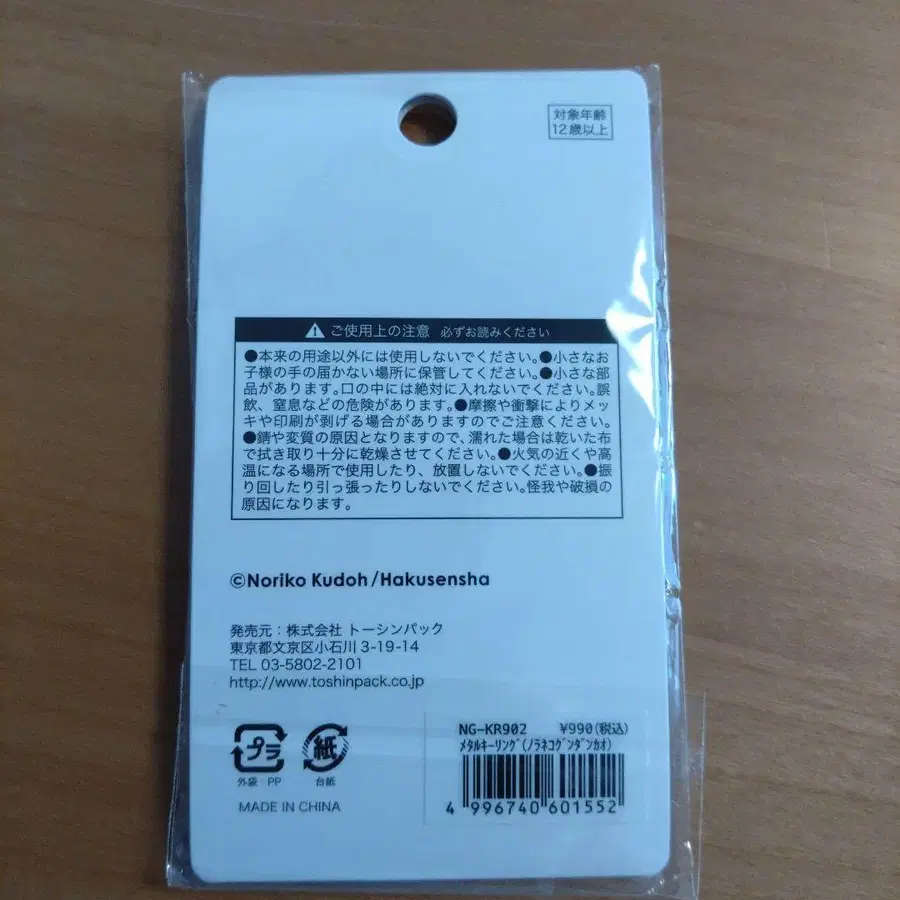 対象年齢
12歳以上
ご使用上の注意 必ずお読みください
●本来の用途以外には使用しないでください。●小さなお
子様の手の届かない場所に保管してください。●小さな部
品があります。口の中には絶対に入れないでください。誤
飲、窒息などの危険があります。●摩擦や衝撃によりメッ
キや印刷が剥げる場合がありますのでご注意ください。
●錆や変質の原因となりますので、濡れた場合は乾いた布
で拭き取り十分に乾燥させてください。●火気の近くや高
温になる場所で使用したり、放置しないでください。●振
り回したり引っ張ったりしないでください。怪我や破損の
原因になります。
©Noriko Kudoh/Hakusensha
発売元：株式会社 トーシンパック
東京都文京区小石川3-19-14
TEL 03-5802-2101
http://www.toshinpack.co.jp
プラ
外袋 PP
紙
台紙
MADE IN CHINA
NG-KR902 ¥990(税込)
ﾒﾀﾙｷｰﾘﾝｸﾞ(ﾉﾗﾈｺｸﾞﾝﾀﾞﾝｶｵ)
4 996740 601552